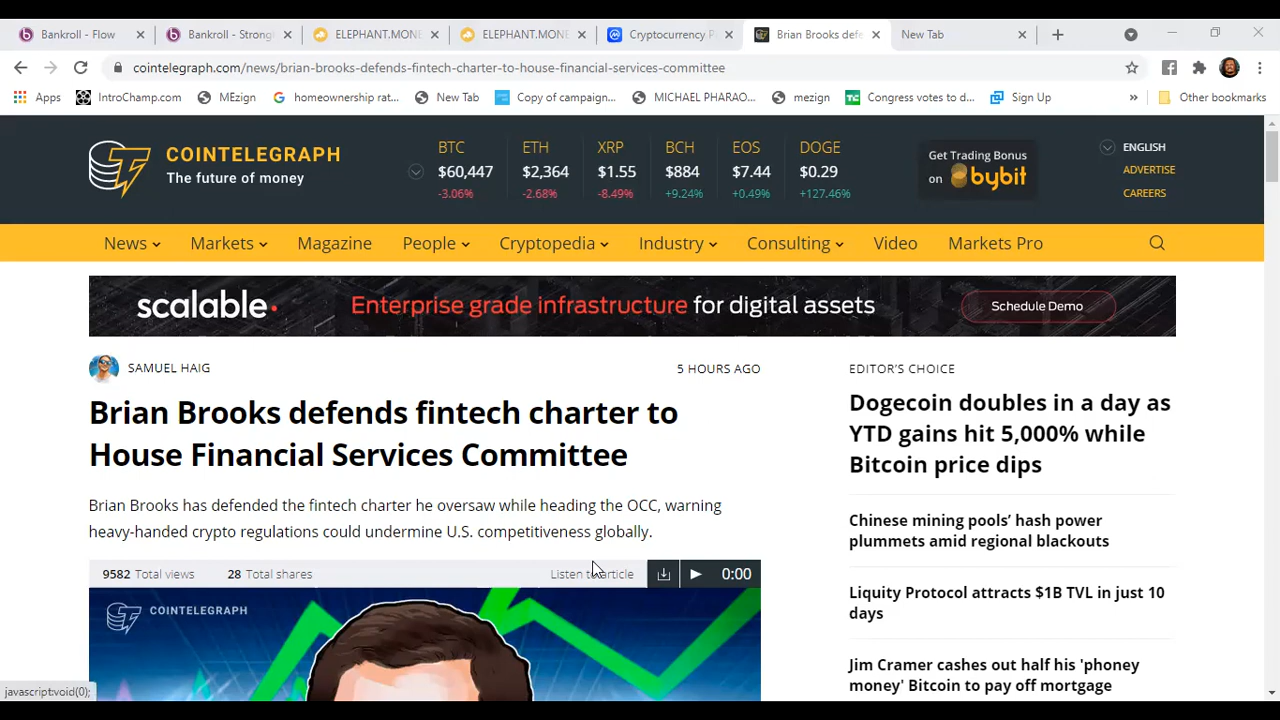 Bankroll - Flow
Bankroll - Strong
ELEPHANT.MONE
ELEPHANT.MONE
Cryptocurrency P
Brian Brooks defe
New Tab
cointelegraph.com/news/brian-brooks-defends-fintech-charter-to-house-financial-services-committee
Apps
IntroChamp.com
MEzign
homeownership rat...
New Tab
Copy of campaign...
MICHAEL PHARAO...
mezign
Congress votes to d...
Sign Up
»
Other bookmarks
COINTELEGRAPH
The future of money
BTC ETH XRP BCH EOS DOGE
$60,447 $2,364 $1.55 $884 $7.44 $0.29
-3.06% -2.68% -8.49% +9.24% +0.49% +127.46%
Get Trading Bonus
on bybit
ENGLISH
ADVERTISE
CAREERS
News Markets Magazine People Cryptopedia Industry Consulting Video Markets Pro
scalable. Enterprise grade infrastructure for digital assets Schedule Demo
SAMUEL HAIG
5 HOURS AGO
Brian Brooks defends fintech charter to
House Financial Services Committee
Brian Brooks has defended the fintech charter he oversaw while heading the OCC, warning
heavy-handed crypto regulations could undermine U.S. competitiveness globally.
9582 Total views 28 Total shares Listen to article 0:00
COINTELEGRAPH
EDITOR'S CHOICE
Dogecoin doubles in a day as
YTD gains hit 5,000% while
Bitcoin price dips
Chinese mining pools' hash power
plummets amid regional blackouts
Liquity Protocol attracts $1B TVL in just 10
days
Jim Cramer cashes out half his 'phoney
money' Bitcoin to pay off mortgage
javascript:void(0);